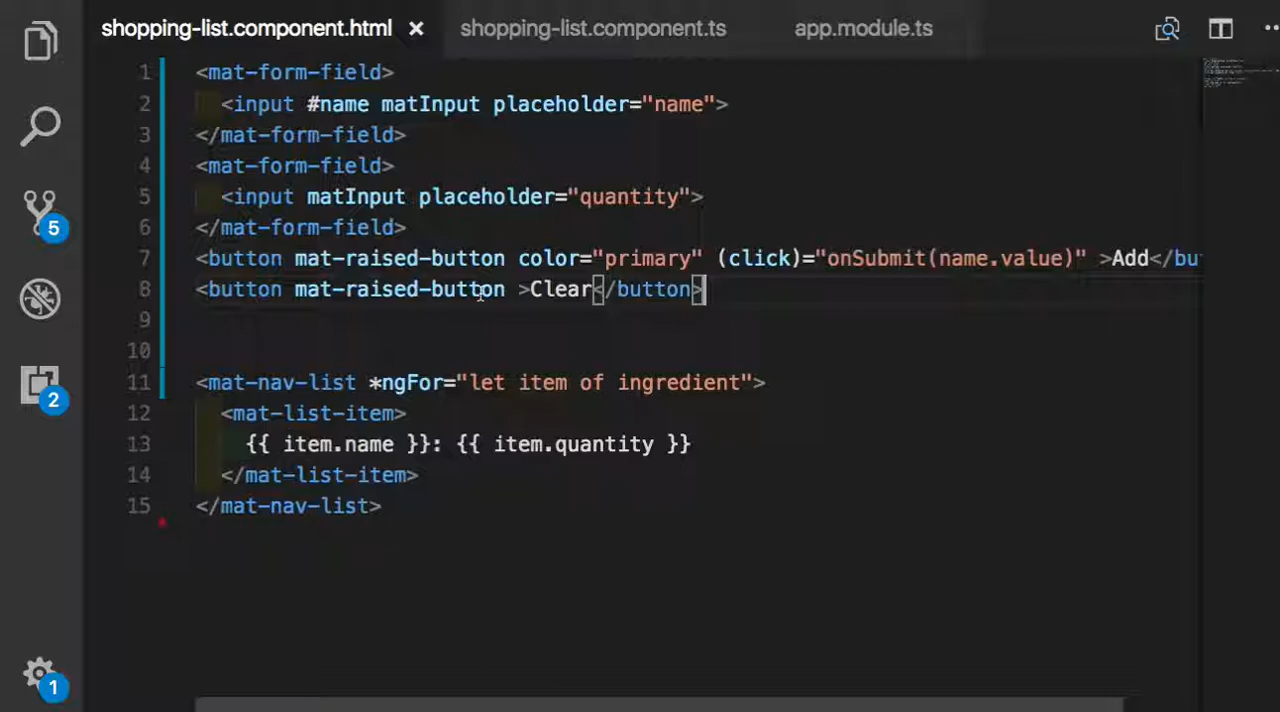 shopping-list.component.html shopping-list.component.ts app.module.ts
1 <mat-form-field>
2 <input #name matInput placeholder="name">
3 </mat-form-field>
4 <mat-form-field>
5 <input matInput placeholder="quantity">
6 </mat-form-field>
7 <button mat-raised-button color="primary" (click)="onSubmit(name.value)" >Add</bu
8 <button mat-raised-button >Clear</button>
9
10
11 <mat-nav-list *ngFor="let item of ingredient">
12 <mat-list-item>
13 {{ item.name }}: {{ item.quantity }}
14 </mat-list-item>
15 </mat-nav-list>
5
2
1